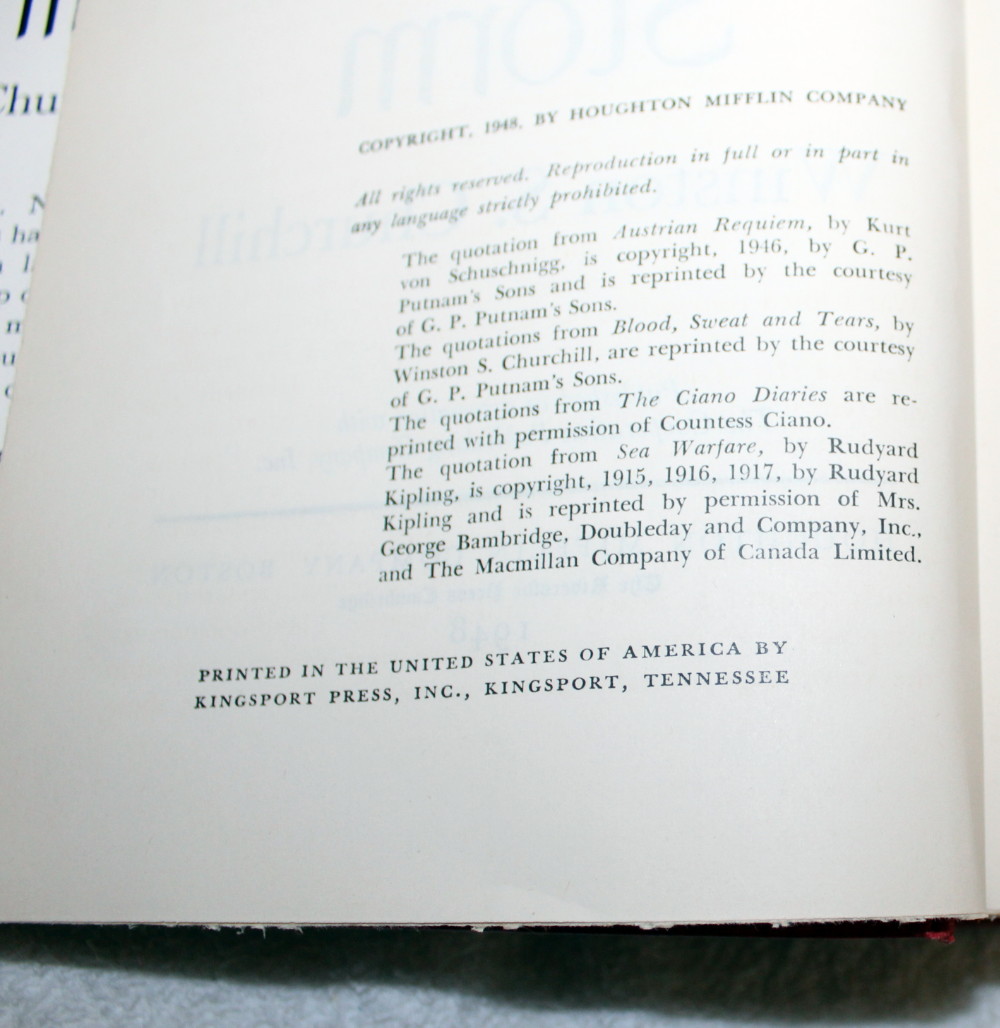 COPYRIGHT, 1948, BY HOUGHTON MIFFLIN COMPANY
All rights reserved. Reproduction in full or in part in
any language strictly prohibited.
The quotation from Austrian Requiem, by Kurt
von Schuschnigg, is copyright, 1946, by G. P.
Putnam's Sons and is reprinted by the courtesy
of G. P. Putnam's Sons.
The quotations from Blood, Sweat and Tears, by
Winston S. Churchill, are reprinted by the courtesy
of G. P. Putnam's Sons.
The quotations from The Ciano Diaries are re-
printed with permission of Countess Ciano.
The quotation from Sea Warfare, by Rudyard
Kipling, is copyright, 1915, 1916, 1917, by Rudyard
Kipling and is reprinted by permission of Mrs.
George Bambridge, Doubleday and Company, Inc.,
and The Macmillan Company of Canada Limited.
PRINTED IN THE UNITED STATES OF AMERICA BY
KINGSPORT PRESS, INC., KINGSPORT, TENNESSEE